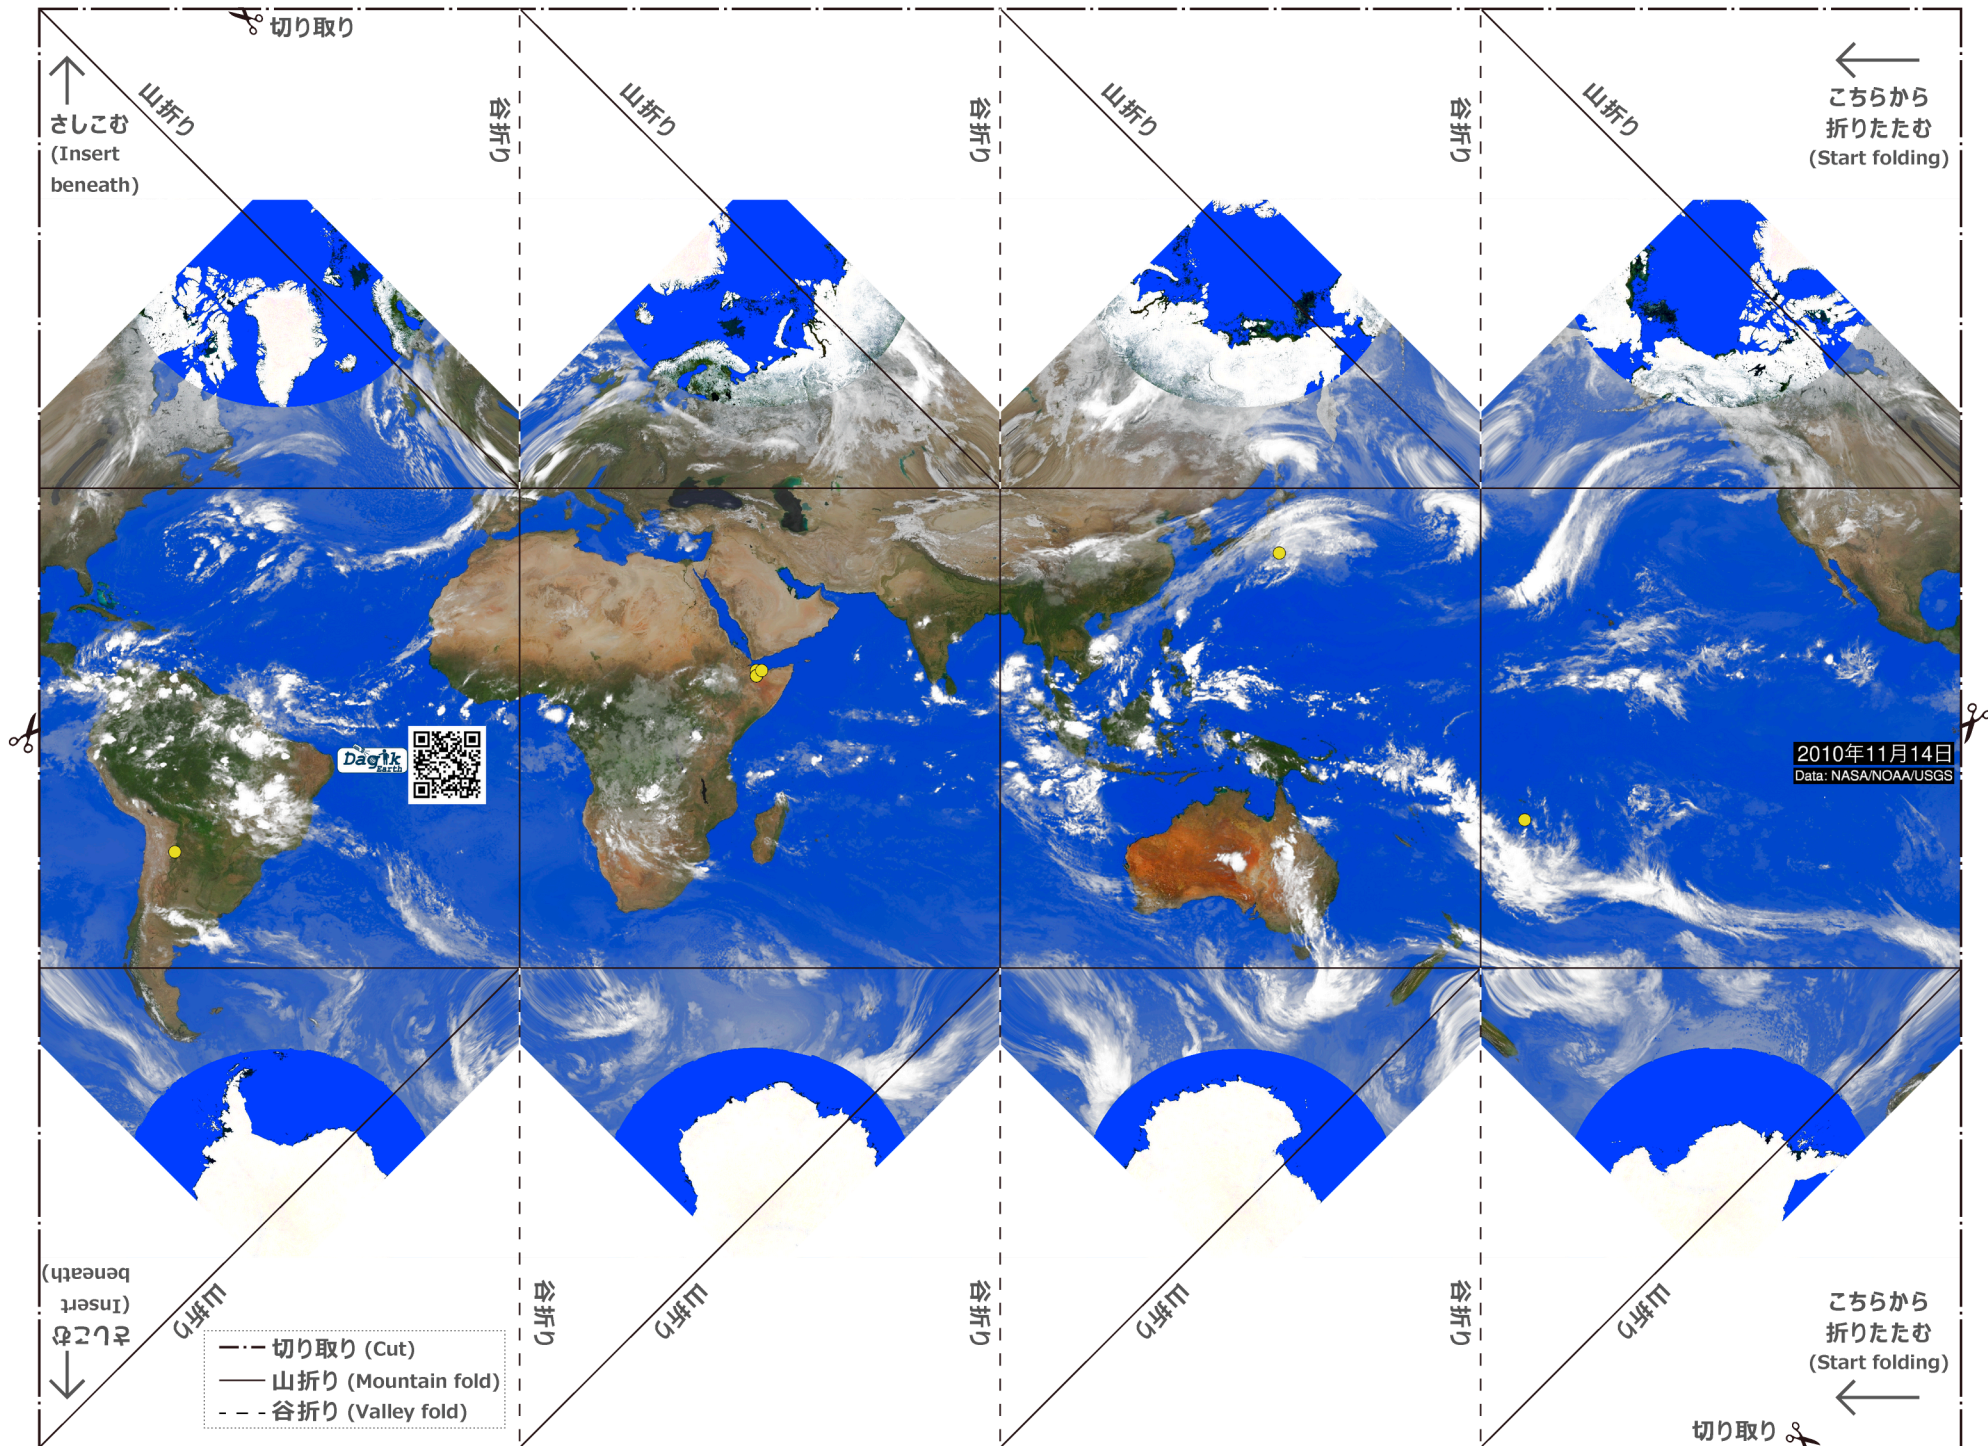 切り取り
さしこむ
(Insert
beneath)
山折り
谷折り
山折り
谷折り
山折り
谷折り
山折り
こちらから
折りたたむ
(Start folding)
Dagik
Earth
2010年11月14日
Data: NASA/NOAA/USGS
さしこむ
(Insert
beneath)
山折り
谷折り
山折り
谷折り
山折り
谷折り
山折り
こちらから
折りたたむ
(Start folding)
切り取り (Cut)
山折り (Mountain fold)
谷折り (Valley fold)
切り取り